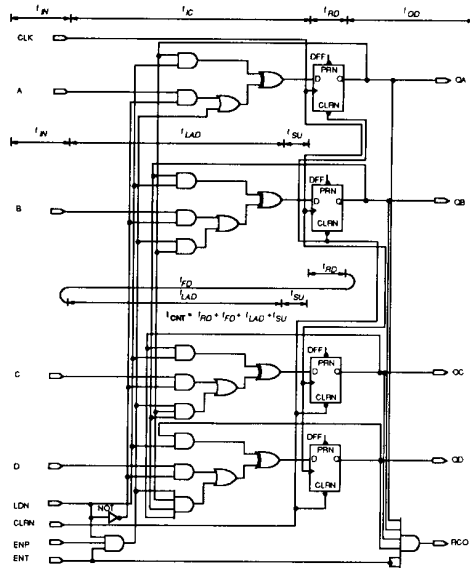 tIN tIC tRD tOD
CLK
DFF
PRN
D Q
CLRN
QA
A
tIN tLAD tSU
DFF
PRN
D Q
CLRN
QB
B
tRD
tFD
tLAD tSU
tCNT = tRD + tFD + tLAD + tSU
DFF
PRN
D Q
CLRN
C
OC
DFF
PRN
D Q
CLRN
D
QD
LDN
NOT
CLRN
ENP
ENT
RCO